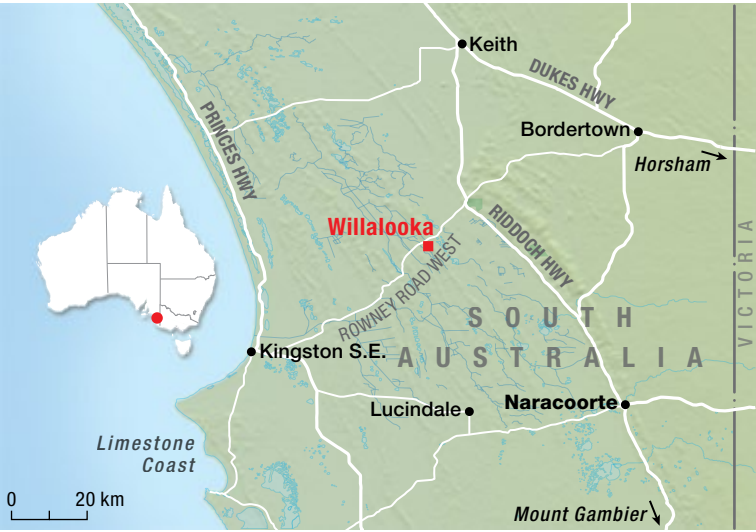 Keith
DUKES HWY
PRINCES HWY
Bordertown
Horsham
Willalooka
RIDDOCH HWY
ROWNEY ROAD WEST
VICTORIA
SOUTH
AUSTRALIA
Kingston S.E.
Lucindale
Naracoorte
Limestone
Coast
0 20 km
Mount Gambier